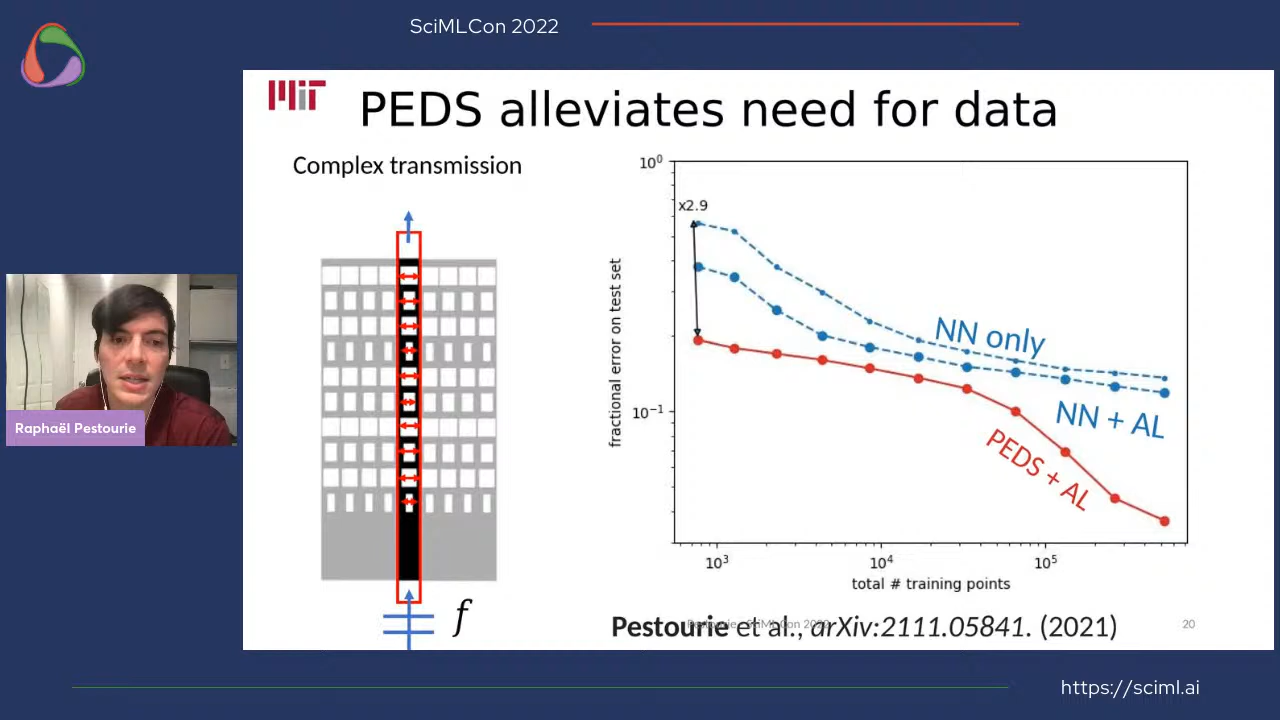 SciMLCon 2022
MIT
PEDS alleviates need for data
Complex transmission
10⁰
x2.9
fractional error on test set
NN only
10⁻¹
NN + AL
PEDS + AL
Raphaël Pestourie
10³
10⁴
10⁵
total # training points
f
Pestourie et al., arXiv:2111.05841. (2021)
20
https://sciml.ai